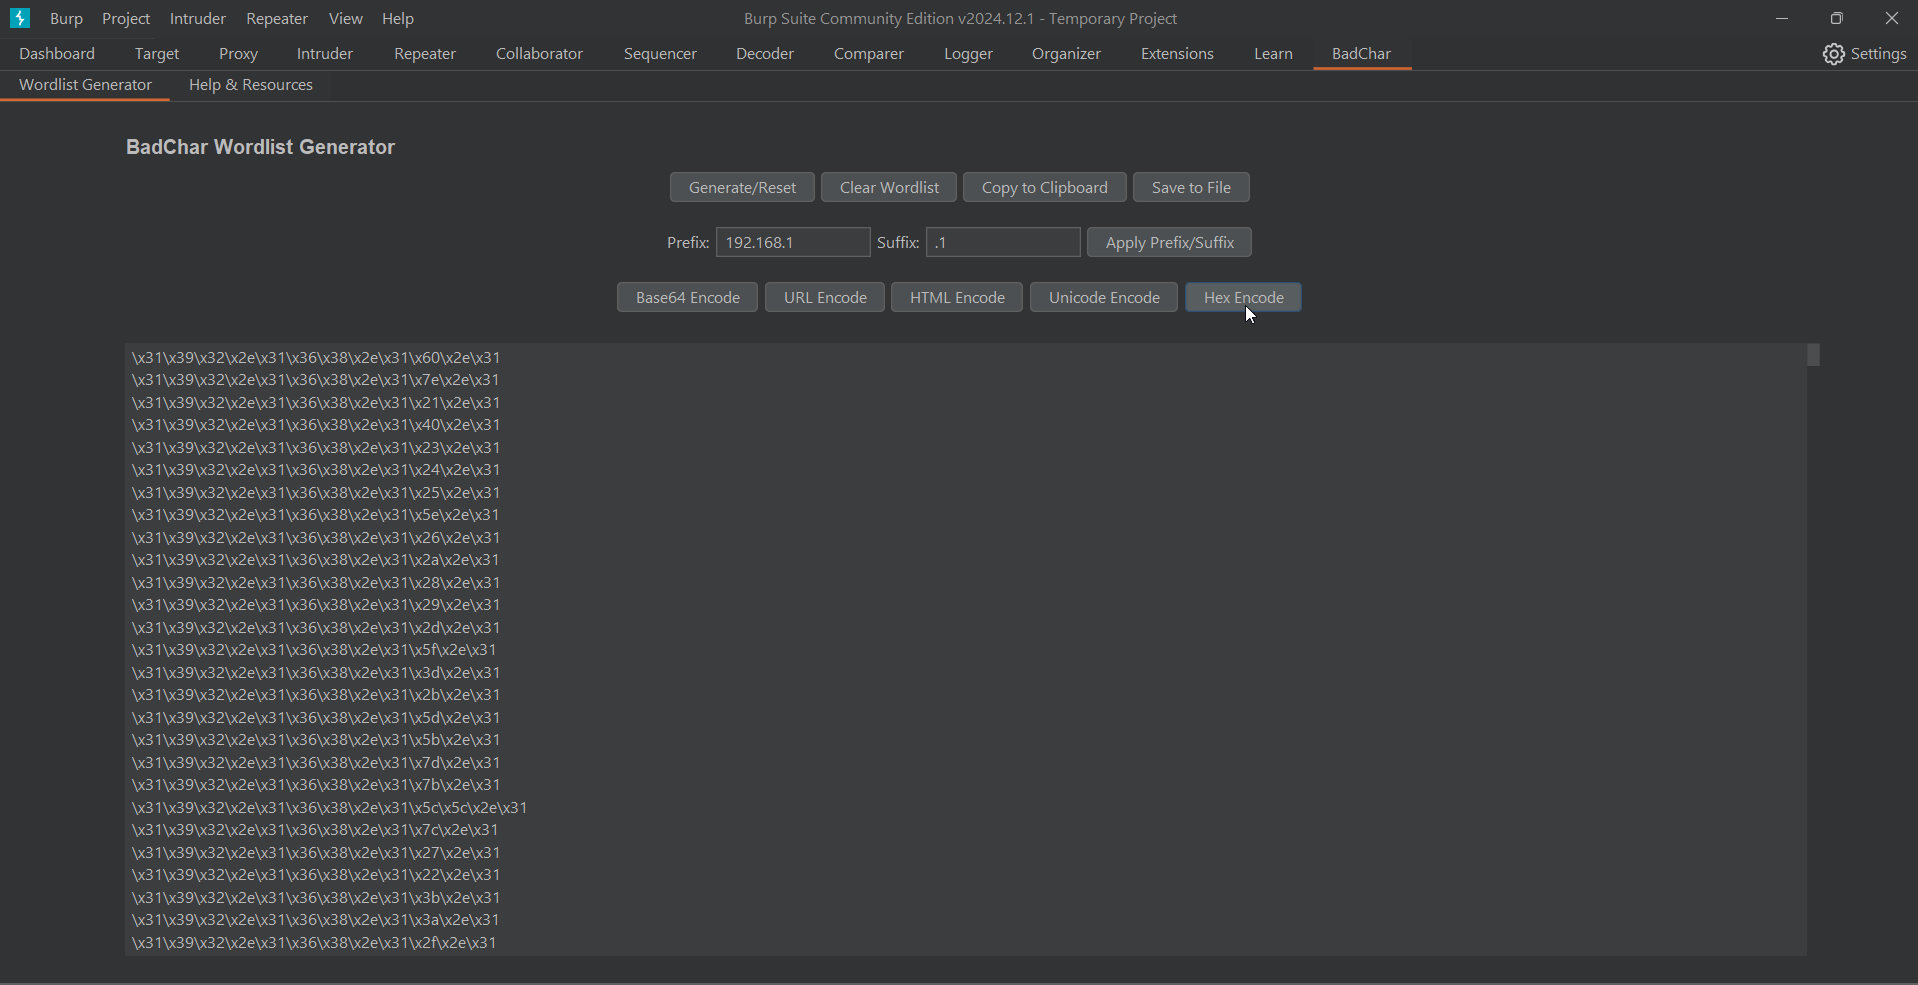 Burp Project Intruder Repeater View Help
Burp Suite Community Edition v2024.12.1 - Temporary Project
Dashboard Target Proxy Intruder Repeater Collaborator Sequencer Decoder Comparer Logger Organizer Extensions Learn BadChar Settings
Wordlist Generator Help & Resources
BadChar Wordlist Generator
Generate/Reset Clear Wordlist Copy to Clipboard Save to File
Prefix: 192.168.1 Suffix: .1 Apply Prefix/Suffix
Base64 Encode URL Encode HTML Encode Unicode Encode Hex Encode
\x31\x39\x32\x2e\x31\x36\x38\x2e\x31\x60\x2e\x31
\x31\x39\x32\x2e\x31\x36\x38\x2e\x31\x7e\x2e\x31
\x31\x39\x32\x2e\x31\x36\x38\x2e\x31\x21\x2e\x31
\x31\x39\x32\x2e\x31\x36\x38\x2e\x31\x40\x2e\x31
\x31\x39\x32\x2e\x31\x36\x38\x2e\x31\x23\x2e\x31
\x31\x39\x32\x2e\x31\x36\x38\x2e\x31\x24\x2e\x31
\x31\x39\x32\x2e\x31\x36\x38\x2e\x31\x25\x2e\x31
\x31\x39\x32\x2e\x31\x36\x38\x2e\x31\x5e\x2e\x31
\x31\x39\x32\x2e\x31\x36\x38\x2e\x31\x26\x2e\x31
\x31\x39\x32\x2e\x31\x36\x38\x2e\x31\x2a\x2e\x31
\x31\x39\x32\x2e\x31\x36\x38\x2e\x31\x28\x2e\x31
\x31\x39\x32\x2e\x31\x36\x38\x2e\x31\x29\x2e\x31
\x31\x39\x32\x2e\x31\x36\x38\x2e\x31\x2d\x2e\x31
\x31\x39\x32\x2e\x31\x36\x38\x2e\x31\x5f\x2e\x31
\x31\x39\x32\x2e\x31\x36\x38\x2e\x31\x3d\x2e\x31
\x31\x39\x32\x2e\x31\x36\x38\x2e\x31\x2b\x2e\x31
\x31\x39\x32\x2e\x31\x36\x38\x2e\x31\x5d\x2e\x31
\x31\x39\x32\x2e\x31\x36\x38\x2e\x31\x5b\x2e\x31
\x31\x39\x32\x2e\x31\x36\x38\x2e\x31\x7d\x2e\x31
\x31\x39\x32\x2e\x31\x36\x38\x2e\x31\x7b\x2e\x31
\x31\x39\x32\x2e\x31\x36\x38\x2e\x31\x5c\x5c\x2e\x31
\x31\x39\x32\x2e\x31\x36\x38\x2e\x31\x7c\x2e\x31
\x31\x39\x32\x2e\x31\x36\x38\x2e\x31\x27\x2e\x31
\x31\x39\x32\x2e\x31\x36\x38\x2e\x31\x22\x2e\x31
\x31\x39\x32\x2e\x31\x36\x38\x2e\x31\x3b\x2e\x31
\x31\x39\x32\x2e\x31\x36\x38\x2e\x31\x3a\x2e\x31
\x31\x39\x32\x2e\x31\x36\x38\x2e\x31\x2f\x2e\x31